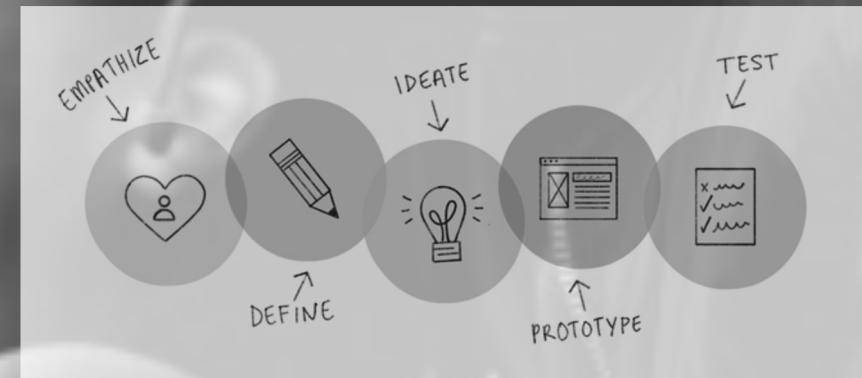 EMPATHIZE
DEFINE
IDEATE
PROTOTYPE
TEST